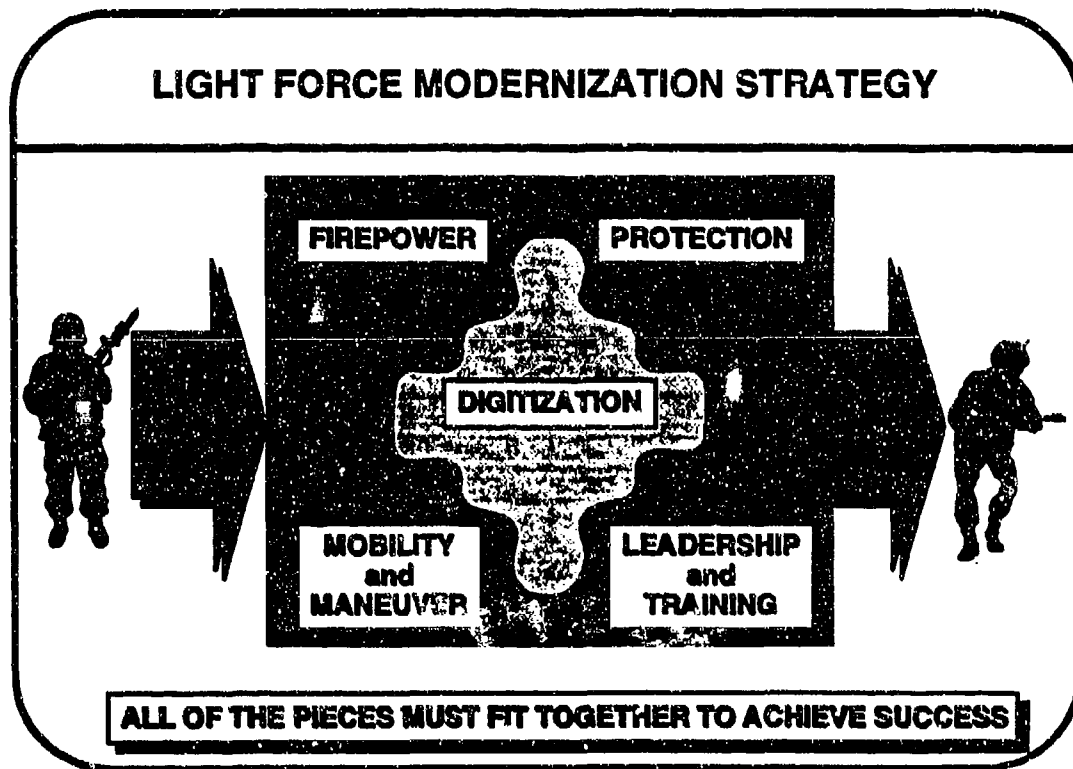 LIGHT FORCE MODERNIZATION STRATEGY
FIREPOWER
PROTECTION
DIGITIZATION
MOBILITY
and
MANEUVER
LEADERSHIP
and
TRAINING
ALL OF THE PIECES MUST FIT TOGETHER TO ACHIEVE SUCCESS